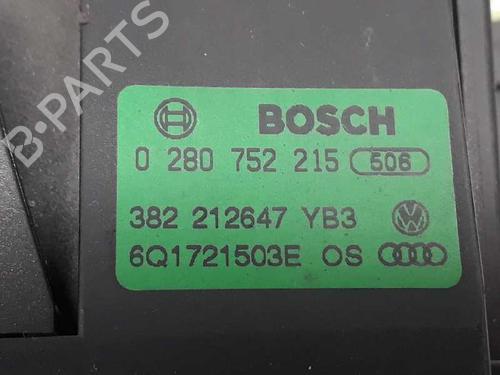 B-PARTS
BOSCH
0 280 752 215 506
382 212647 YB3
6Q1721503E OS